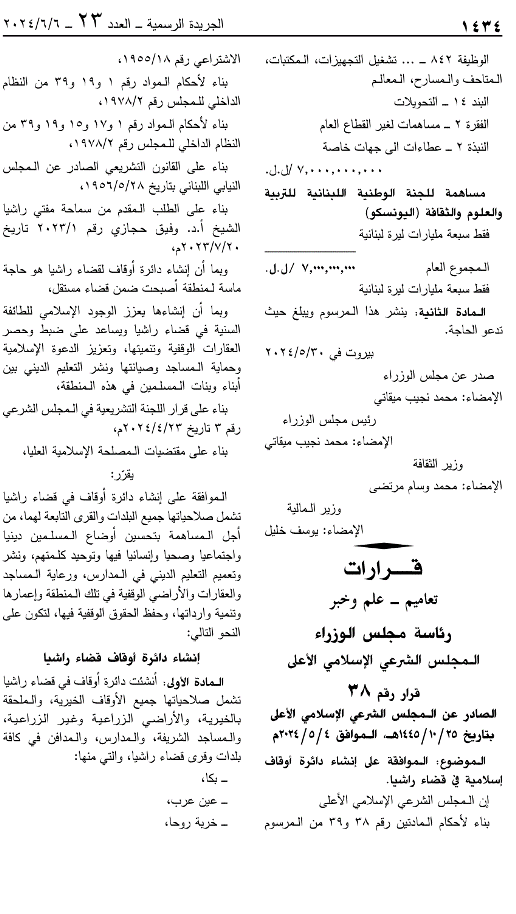 ١٤٣٤
الجريدة الرسمية ــ العدد ٢٣ ــ ٢٠٢٤/٦/٦
الوظيفة ٨٤٢ ــ ... تشغيل التجهيزات، المكتبات،
المتاحف والمسارح، المعالم
البند ١٤ ــ التحويلات
الفقرة ٢ ــ مساهمات لغير القطاع العام
النبذة ٢ ــ عطاءات الى جهات خاصة
٧,٠٠٠,٠٠٠,٠٠٠ /ل.ل.
مساهمة للجنة الوطنية اللبنانية للتربية
والعلوم والثقافة (اليونسكو)
فقط سبعة مليارات ليرة لبنانية
المجموع العام ٧,٠٠٠,٠٠٠,٠٠٠ /ل.ل.
فقط سبعة مليارات ليرة لبنانية
المادة الثانية: ينشر هذا المرسوم ويبلغ حيث
تدعو الحاجة.
بيروت في ٢٠٢٤/٥/٣٠
صدر عن مجلس الوزراء
الإمضاء: محمد نجيب ميقاتي
رئيس مجلس الوزراء
الإمضاء: محمد نجيب ميقاتي
وزير الثقافة
الإمضاء: محمد وسام مرتضى
وزير المالية
الإمضاء: يوسف خليل
قــرارات
تعاميم ــ علم وخبر
رئاسة مجلس الوزراء
المجلس الشرعي الإسلامي الأعلى
قرار رقم ٣٨
الصادر عن المجلس الشرعي الإسلامي الأعلى
بتاريخ ١٤٤٥/١٠/٢٥هـ، الموافق ٢٠٢٤/٥/٤م
الموضوع: الموافقة على إنشاء دائرة أوقاف
إسلامية في قضاء راشيا.
إن المجلس الشرعي الإسلامي الأعلى
بناء لأحكام المادتين رقم ٣٨ و٣٩ من المرسوم
الاشتراعي رقم ١٩٥٥/١٨،
بناء لأحكام المواد رقم ١ و١٩ و٣٩ من النظام
الداخلي للمجلس رقم ١٩٧٨/٢،
بناء لأحكام المواد رقم ١ و١٧ و١٥ و١٩ و٣٩ من
النظام الداخلي للمجلس رقم ١٩٧٨/٢،
بناء على القانون التشريعي الصادر عن المجلس
النيابي اللبناني بتاريخ ١٩٥٦/٥/٢٨،
بناء على الطلب المقدم من سماحة مفتي راشيا
الشيخ أ.د. وفيق حجازي رقم ٢٠٢٣/١ تاريخ
٢٠٢٣/٧/٢٠م،
وبما أن إنشاء دائرة أوقاف لقضاء راشيا هو حاجة
ماسة لمنطقة أصبحت ضمن قضاء مستقل،
وبما أن إنشاءها يعزز الوجود الإسلامي للطائفة
السنية في قضاء راشيا ويساعد على ضبط وحصر
العقارات الوقفية وتنميتها، وتعزيز الدعوة الإسلامية
وحماية المساجد وصيانتها ونشر التعليم الديني بين
أبناء وبنات المسلمين في هذه المنطقة،
بناء على قرار اللجنة التشريعية في المجلس الشرعي
رقم ٣ تاريخ ٢٠٢٤/٤/٢٣م،
بناء على مقتضيات المصلحة الإسلامية العليا،
يقرّر:
الموافقة على إنشاء دائرة أوقاف في قضاء راشيا
تشمل صلاحياتها جميع البلدات والقرى التابعة لهما، من
أجل المساهمة بتحسين أوضاع المسلمين دينيا
واجتماعيا وصحيا وإنسانيا فيها وتوحيد كلمتهم، ونشر
وتعميم التعليم الديني في المدارس، ورعاية المساجد
والعقارات والأراضي الوقفية في تلك المنطقة وإعمارها
وتنمية وارداتها، وحفظ الحقوق الوقفية فيها، لتكون على
النحو التالي:
إنشاء دائرة أوقاف قضاء راشيا
المادة الأولى: أنشئت دائرة أوقاف في قضاء راشيا
تشمل صلاحياتها جميع الأوقاف الخيرية، والملحقة
بالخيرية، والأراضي الزراعية وغير الزراعية،
والمساجد الشريفة، والمدارس، والمدافن في كافة
بلدات وقرى قضاء راشيا، والتي منها:
ــ بكا،
ــ عين عرب،
ــ خربة روحا،